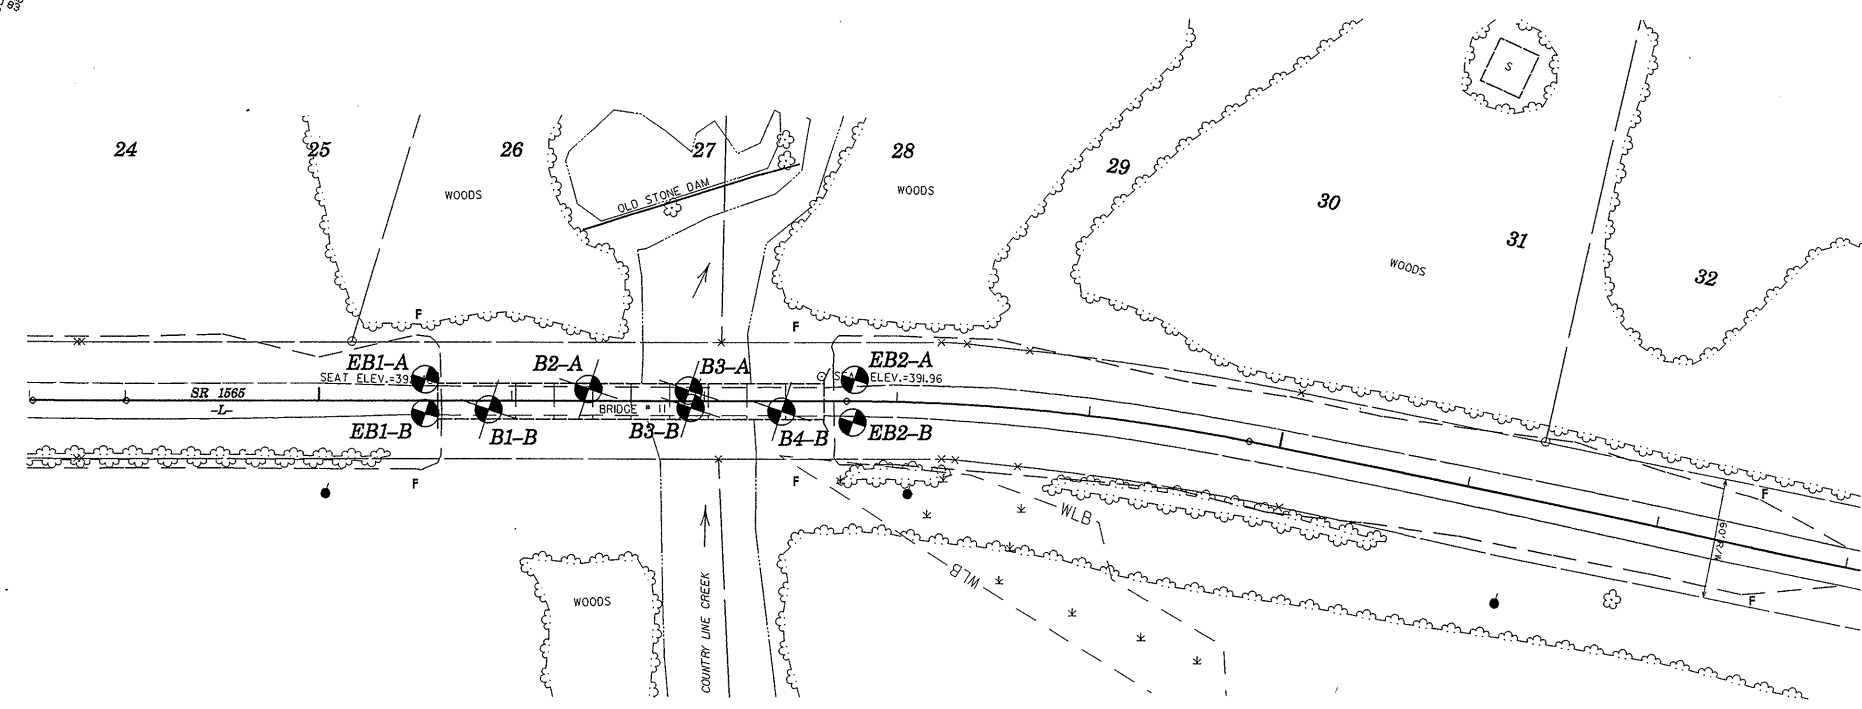 83
24
25
26
27
28
29
30
31
32
S
WOODS
OLD STONE DAM
WOODS
WOODS
F
F
EB1-A
B2-A
B3-A
EB2-A
SEAT ELEV.=39
ELEV.=391.96
SR 1565
-L-
BRIDGE # 11
EB1-B
B1-B
B3-B
B4-B
EB2-B
F
F
F
WLB
WLB
60' R/W
F
WOODS
COUNTRY LINE CREEK